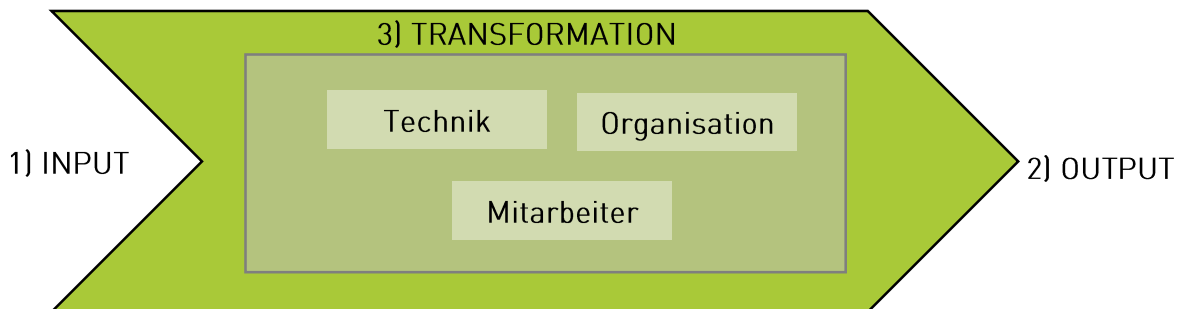 3) TRANSFORMATION
Technik
Organisation
1) INPUT
2) OUTPUT
Mitarbeiter